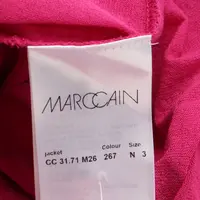 MARCCAIN
jacket Colour Size
CC 31.71 M26 267 N 3